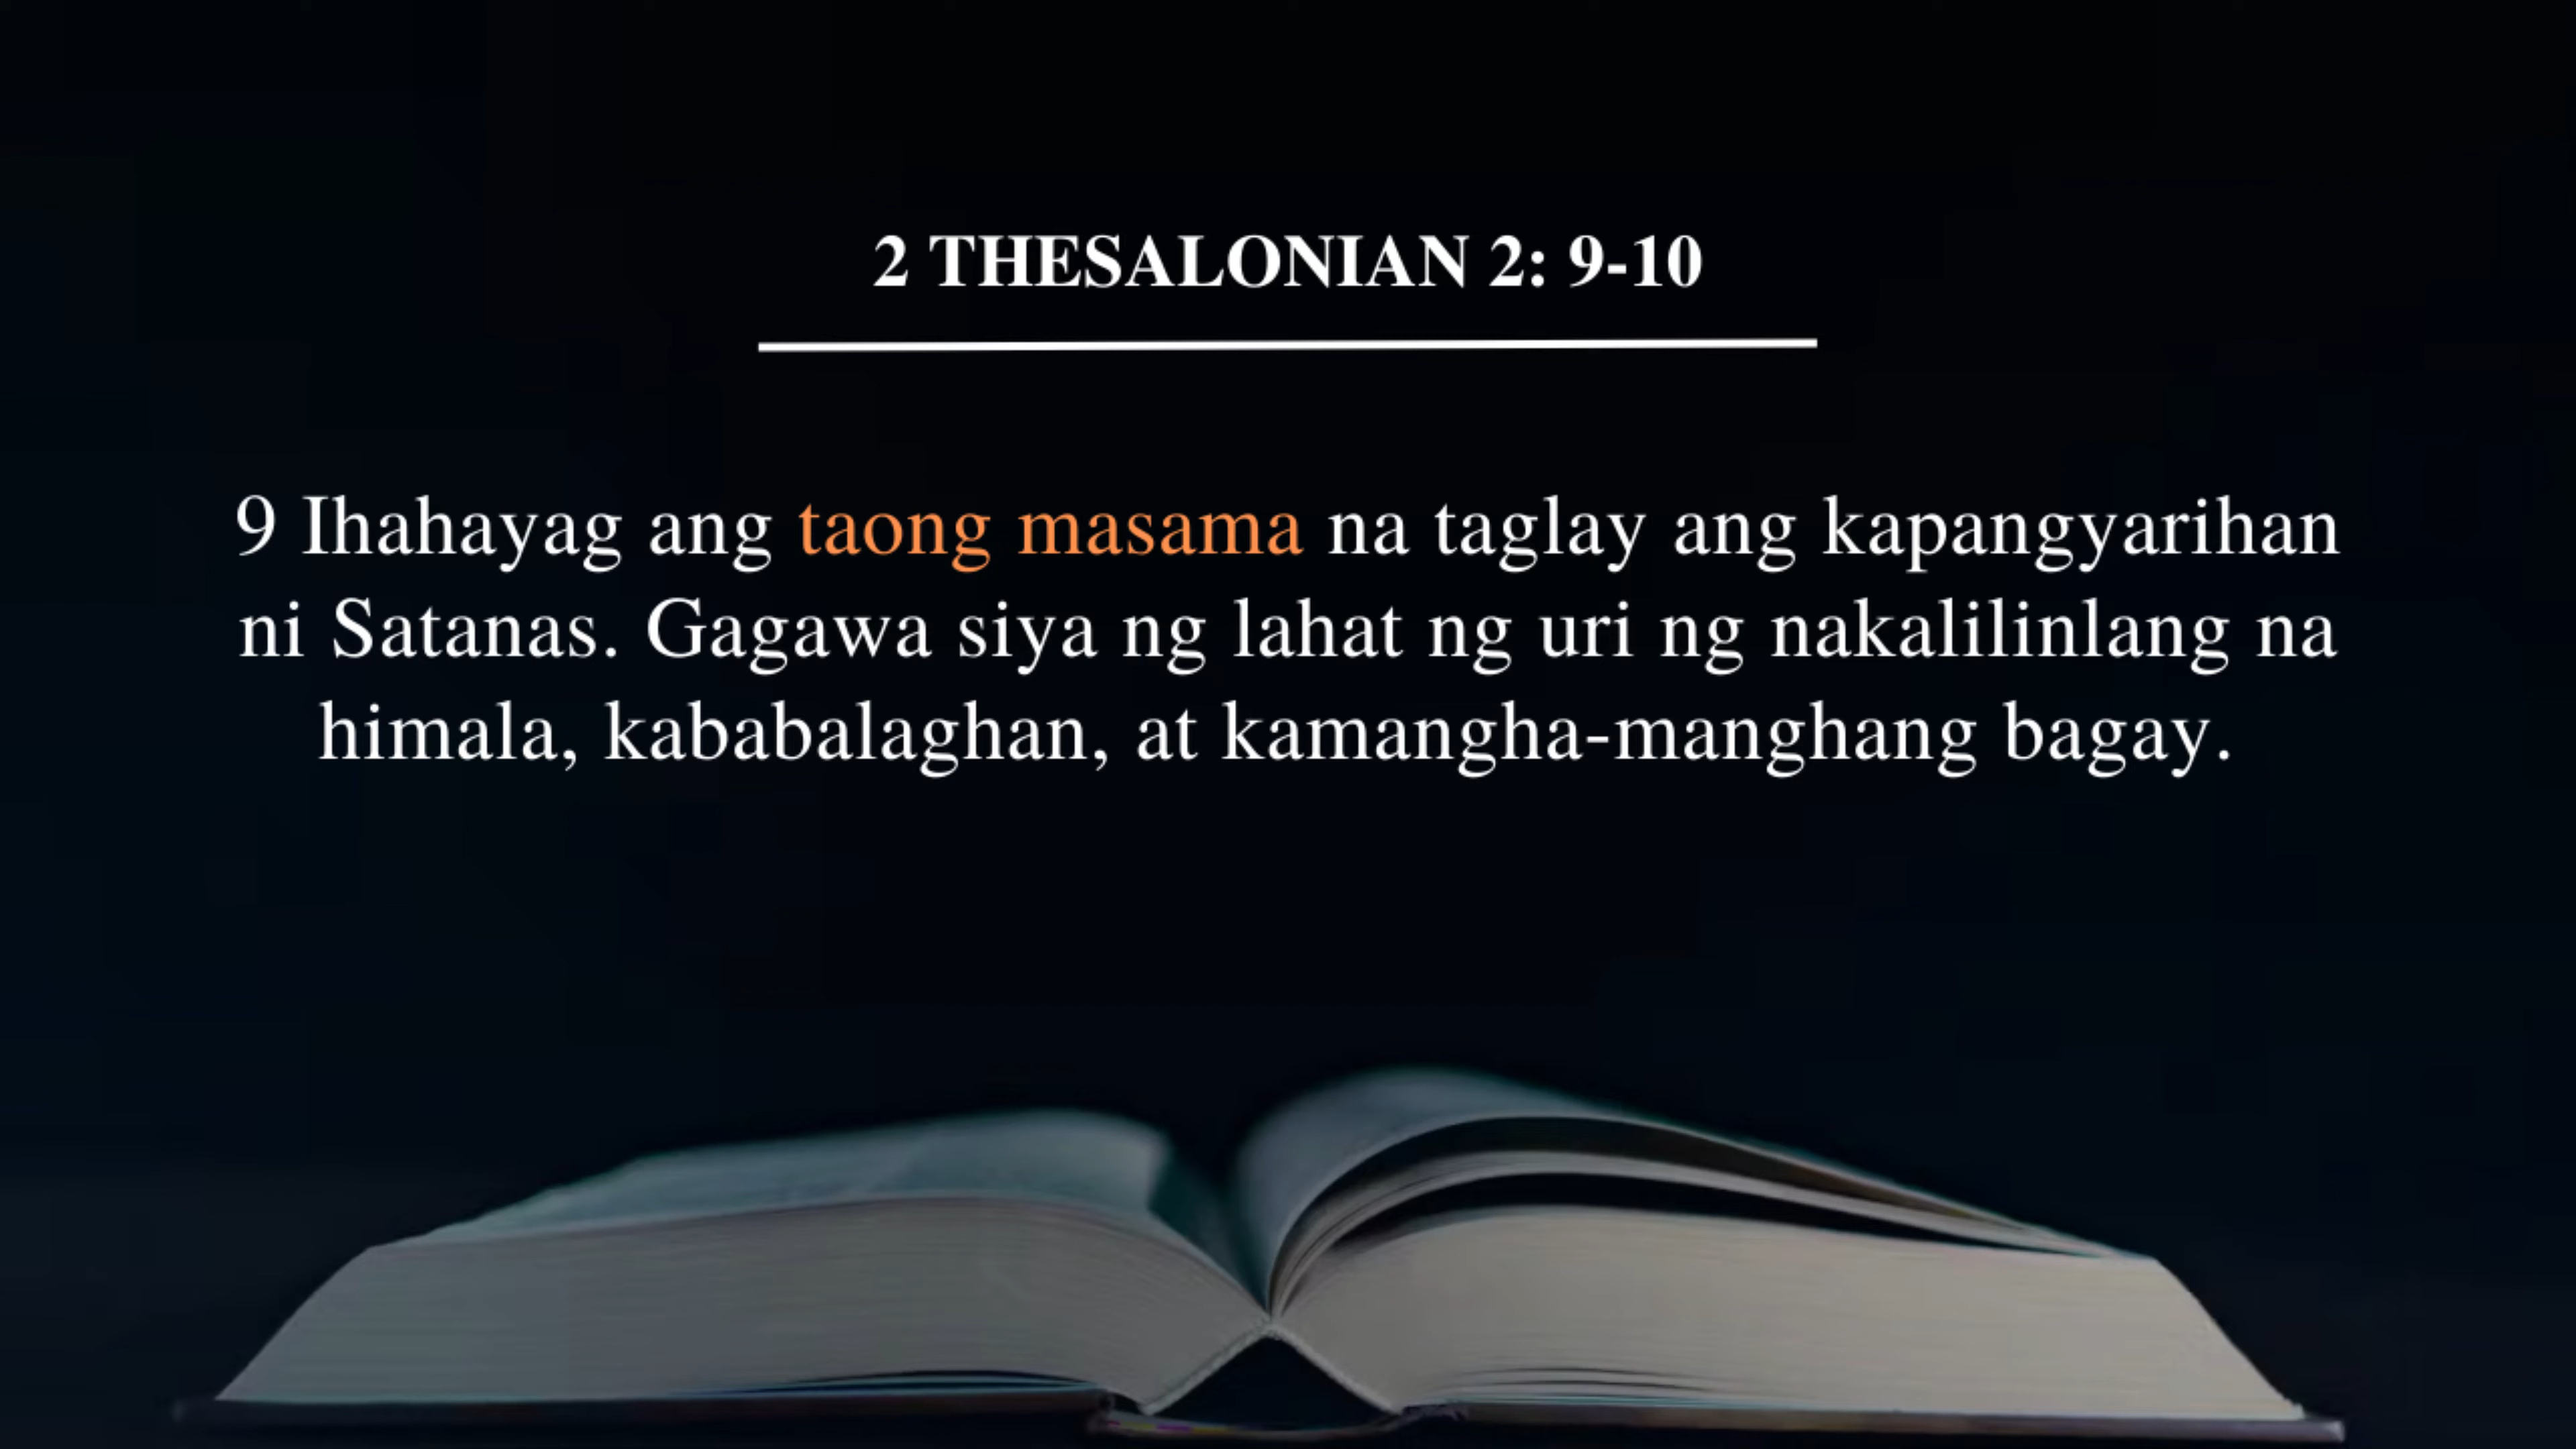 2 THESALONIAN 2: 9-10
9 Ihahayag ang taong masama na taglay ang kapangyarihan
ni Satanas. Gagawa siya ng lahat ng uri ng nakalilinlang na
himala, kababalaghan, at kamangha-manghang bagay.